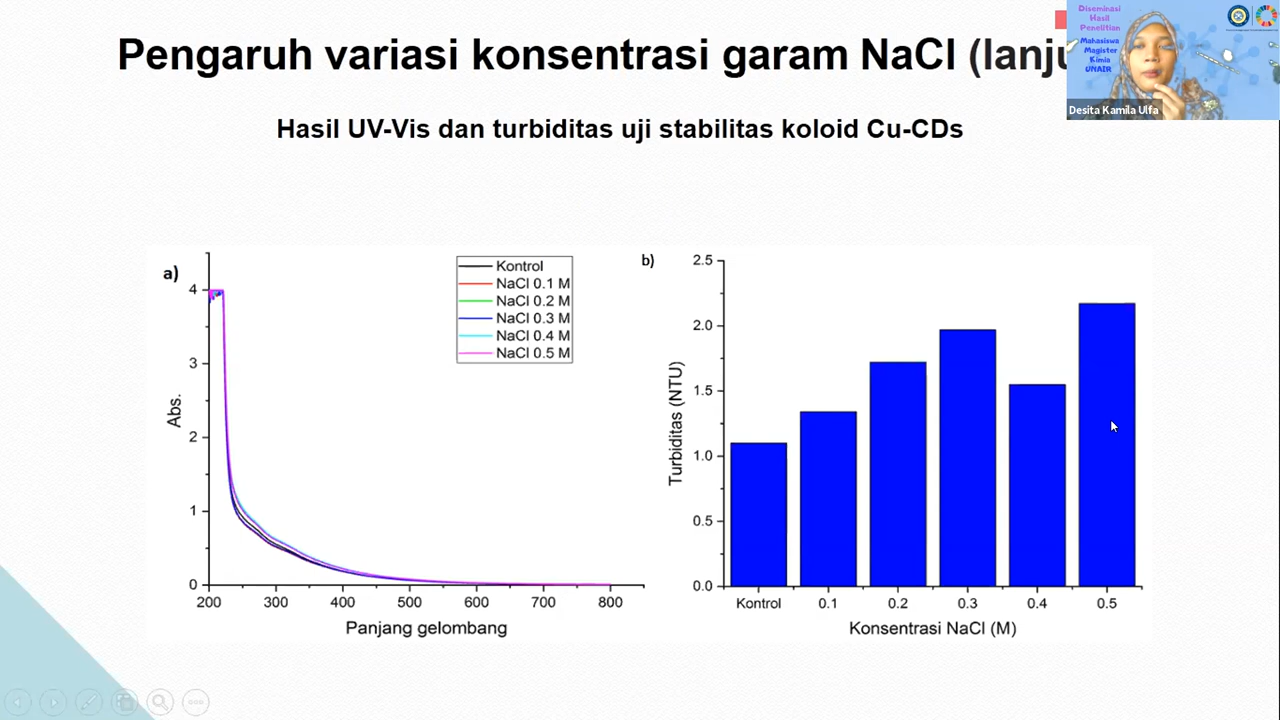 Pengaruh variasi konsentrasi garam NaCl (lanju
Diseminasi
Hasil
Penelitian
Mahasiswa
Magister
Kimia
UNAIR
Desita Kamila Ulfa
Hasil UV-Vis dan turbiditas uji stabilitas koloid Cu-CDs
a)
Kontrol
NaCl 0.1 M
NaCl 0.2 M
NaCl 0.3 M
NaCl 0.4 M
NaCl 0.5 M
4
3
2
1
0
Abs.
200 300 400 500 600 700 800
Panjang gelombang
b)
2.5
2.0
1.5
1.0
0.5
0.0
Turbiditas (NTU)
Kontrol 0.1 0.2 0.3 0.4 0.5
Konsentrasi NaCl (M)